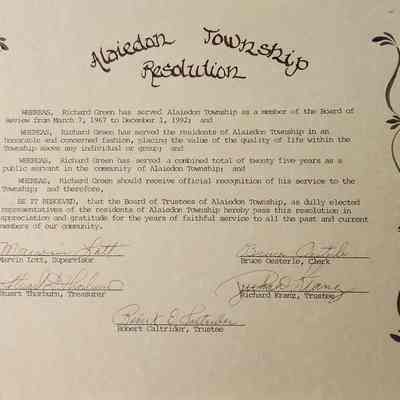 Alaiedon Township
Resolution
WHEREAS, Richard Green has served Alaiedon Township as a member of the Board of
Review from March 7, 1967 to December 1, 1992; and
WHEREAS, Richard Green has served the residents of Alaiedon Township in an
honorable and concerned fashion, placing the value of the quality of life within the
Township above any individual or group; and
WHEREAS, Richard Green has served a combined total of twenty five years as a
public servant in the community of Alaiedon Township; and
WHEREAS, Richard Green should receive official recognition of his service to the
Township; and therefore,
BE IT RESOLVED, that the Board of Trustees of Alaiedon Township, as dully elected
representatives of the residents of Alaiedon Township hereby pass this resolution in
appreciation and gratitude for the years of faithful service to all the past and current
members of our community.
Marvin Lott, Supervisor
Bruce Oesterle, Clerk
Stuart Thorburn, Treasurer
Richard Kranz, Trustee
Robert E Caltrider
Robert Caltrider, Trustee